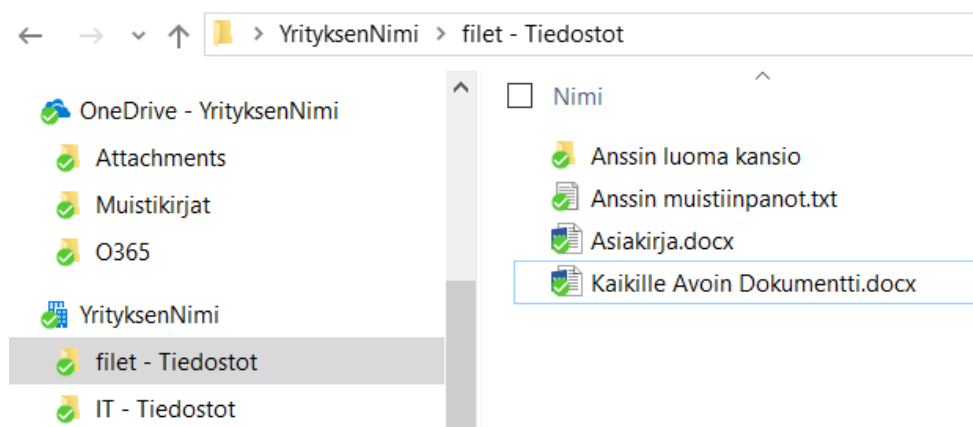 YrityksenNimi > filet - Tiedostot
OneDrive - YrityksenNimi
Attachments
Muistikirjat
O365
YrityksenNimi
filet - Tiedostot
IT - Tiedostot
Nimi
Anssin luoma kansio
Anssin muistiinpanot.txt
Asiakirja.docx
Kaikille Avoin Dokumentti.docx